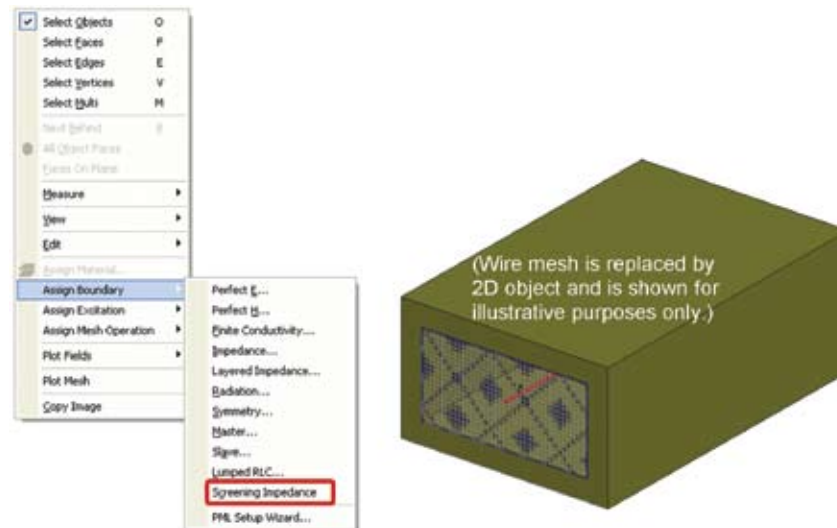 Select Objects O
Select Faces F
Select Edges E
Select Vertices V
Select Multi M
Next Behind B
All Object Faces
Faces On Plane
Measure
View
Edit
Assign Material...
Assign Boundary
Assign Excitation
Assign Mesh Operation
Plot Fields
Plot Mesh
Copy Image
Perfect E...
Perfect H...
Finite Conductivity...
Impedance...
Layered Impedance...
Radiation...
Symmetry...
Master...
Slave...
Lumped RLC...
Screening Impedance
PML Setup Wizard...
(Wire mesh is replaced by
2D object and is shown for
illustrative purposes only.)